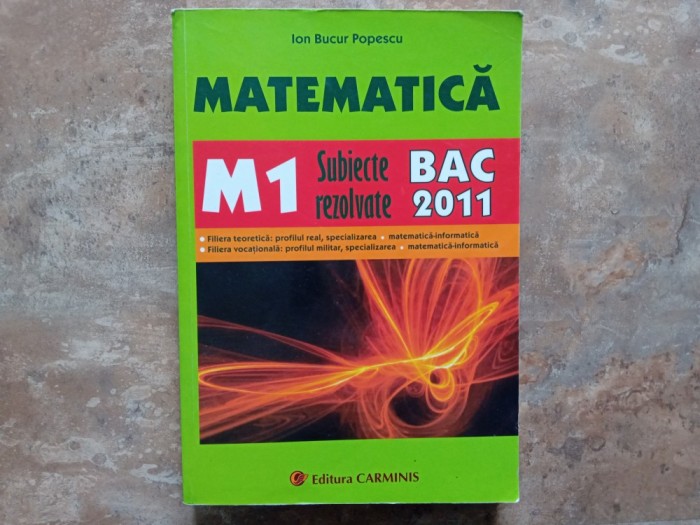 Ion Bucur Popescu
MATEMATICĂ
M1 Subiecte rezolvate BAC 2011
• Filiera teoretică: profilul real, specializarea • matematică-informatică
• Filiera vocațională: profilul militar, specializarea • matematică-informatică
Editura CARMINIS